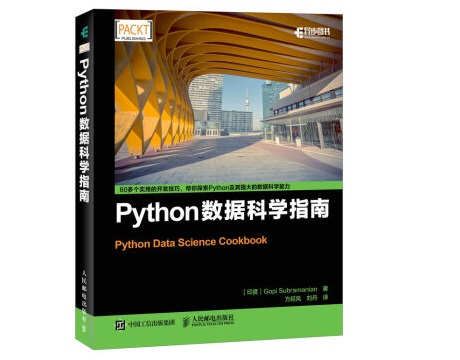 PACKT
PUBLISHING
异步图书
60多个实用的开发技巧、帮你探索Python及其强大的数据科学能力
Python数据科学指南
Python Data Science Cookbook
[印度] Gopi Subramanian 著
方延风 刘丹 译
中国工信出版集团
人民邮电出版社
POSTS & TELECOM PRESS
Python数据科学指南
人民邮电出版社